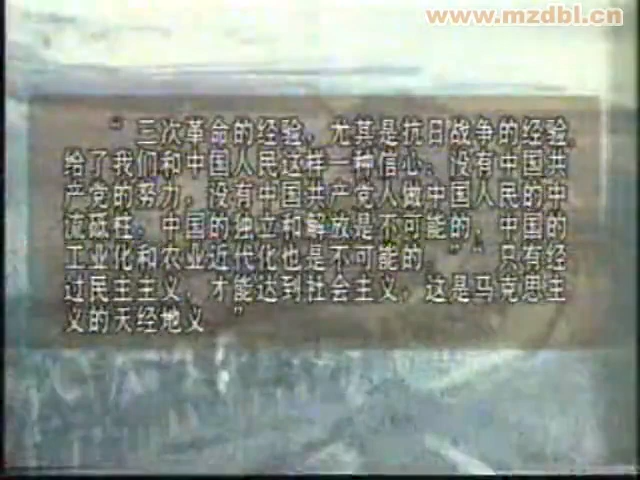 www.mzdbl.cn
“三次革命的经验，尤其是抗日战争的经验，
给了我们和中国人民这样一种信心：没有中国共
产党的努力，没有中国共产党人做中国人民的中
流砥柱，中国的独立和解放是不可能的，中国的
工业化和农业近代化也是不可能的。”“只有经
过民主主义，才能达到社会主义，这是马克思主
义的天经地义”